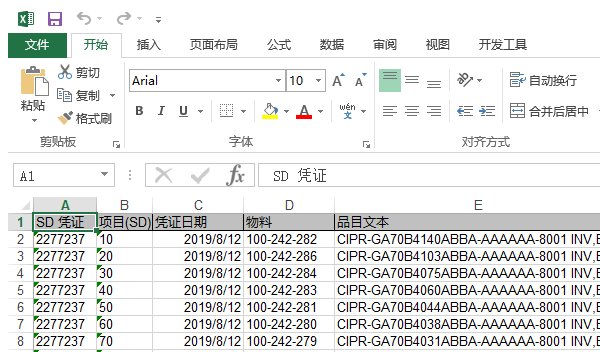 文件 开始 插入 页面布局 公式 数据 审阅 视图 开发工具
剪切 Arial 10 A A 自动换行
粘贴 复制
格式刷 B I U A wén 文 合并后居中
剪贴板 字体 对齐方式
A1 fx SD 凭证
A B C D E
1 SD 凭证 项目(SD) 凭证日期 物料 品目文本
2 2277237 10 2019/8/12 100-242-282 CIPR-GA70B4140ABBA-AAAAAA-8001 INV,E
3 2277237 20 2019/8/12 100-242-286 CIPR-GA70B4103ABBA-AAAAAA-8001 INV,E
4 2277237 30 2019/8/12 100-242-284 CIPR-GA70B4075ABBA-AAAAAA-8001 INV,E
5 2277237 40 2019/8/12 100-242-283 CIPR-GA70B4060ABBA-AAAAAA-8001 INV,E
6 2277237 50 2019/8/12 100-242-281 CIPR-GA70B4044ABBA-AAAAAA-8001 INV,E
7 2277237 60 2019/8/12 100-242-280 CIPR-GA70B4038ABBA-AAAAAA-8001 INV,E
8 2277237 70 2019/8/12 100-242-279 CIPR-GA70B4031ABBA-AAAAAA-8001 INV,E